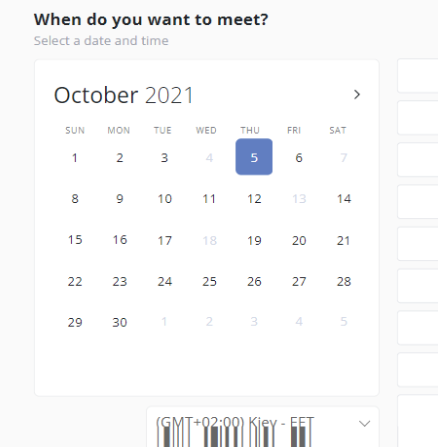 When do you want to meet?
Select a date and time
October 2021
SUN MON TUE WED THU FRI SAT
1 2 3 4 5 6 7
8 9 10 11 12 13 14
15 16 17 18 19 20 21
22 23 24 25 26 27 28
29 30 1 2 3 4 5
(GMT+02:00) Kiev - EET